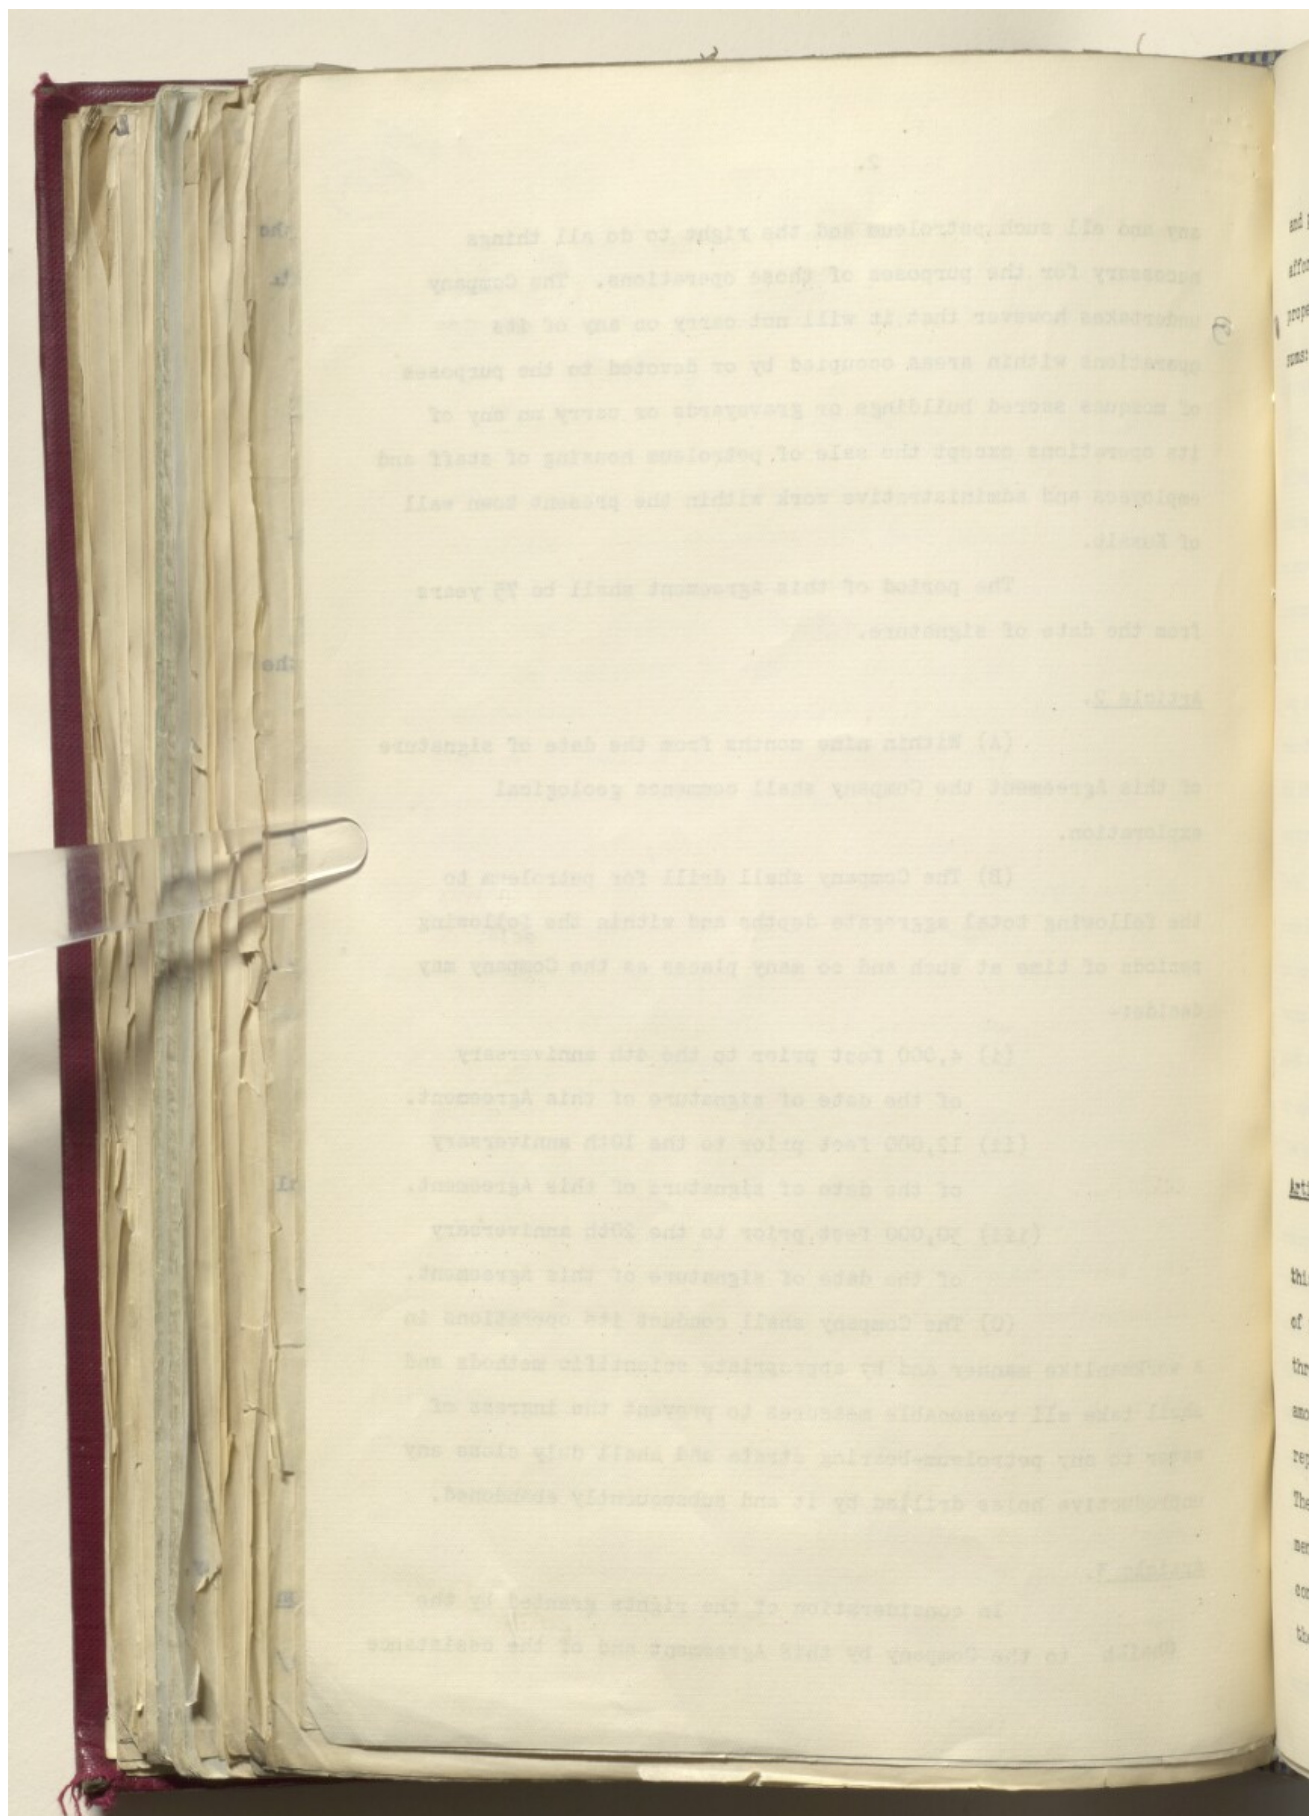 2.
any and all such petroleum and the right to do all things
necessary for the purposes of those operations. The Company
undertakes however that it will not carry on any of its
operations within areas occupied by or devoted to the purposes
of mosques sacred buildings or graveyards or carry on any of
its operations except the sale of petroleum housing of staff and
employees and administrative work within the present town wall
of Kuwait.
The period of this Agreement shall be 75 years
from the date of signature.
Article 2.
(A) Within nine months from the date of signature
of this Agreement the Company shall commence geological
exploration.
(B) The Company shall drill for petroleum to
the following total aggregate depths and within the following
periods of time at such and so many places as the Company may
decide:-
(i) 4,000 feet prior to the 4th anniversary
of the date of signature of this Agreement.
(ii) 12,000 feet prior to the 10th anniversary
of the date of signature of this Agreement.
(iii) 30,000 feet prior to the 20th anniversary
of the date of signature of this Agreement.
(C) The Company shall conduct its operations in
a workmanlike manner and by appropriate scientific methods and
shall take all reasonable measures to prevent the ingress of
water to any petroleum-bearing strata and shall duly close any
unproductive holes drilled by it and subsequently abandoned.
Article 3.
In consideration of the rights granted by the
Shaikh to the Company by this Agreement and of the assistance
and
prope
Arti
thi
of
thr
amo
rep
The
men
con
the